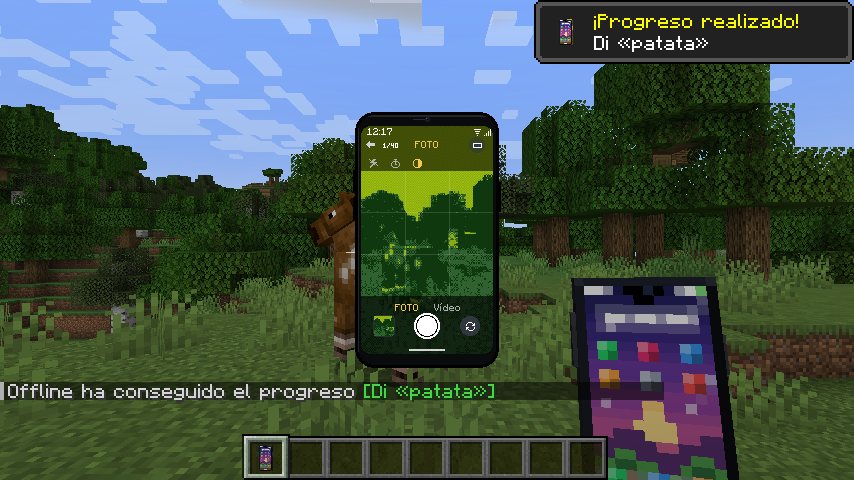 ¡Progreso realizado!
Di «patata»
12:17
1/40 FOTO
FOTO Vídeo
Offline ha conseguido el progreso [Di «patata»]